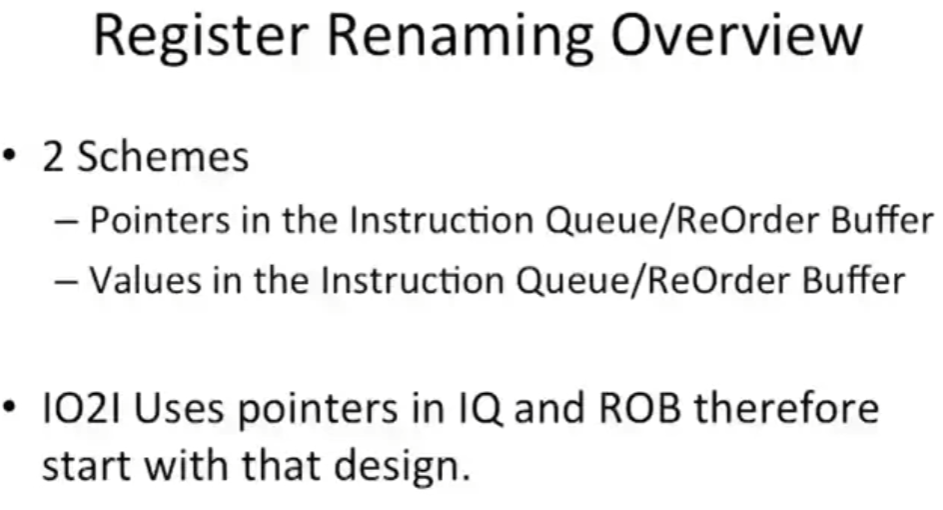 Register Renaming Overview
• 2 Schemes
– Pointers in the Instruction Queue/ReOrder Buffer
– Values in the Instruction Queue/ReOrder Buffer
• IO2I Uses pointers in IQ and ROB therefore
start with that design.